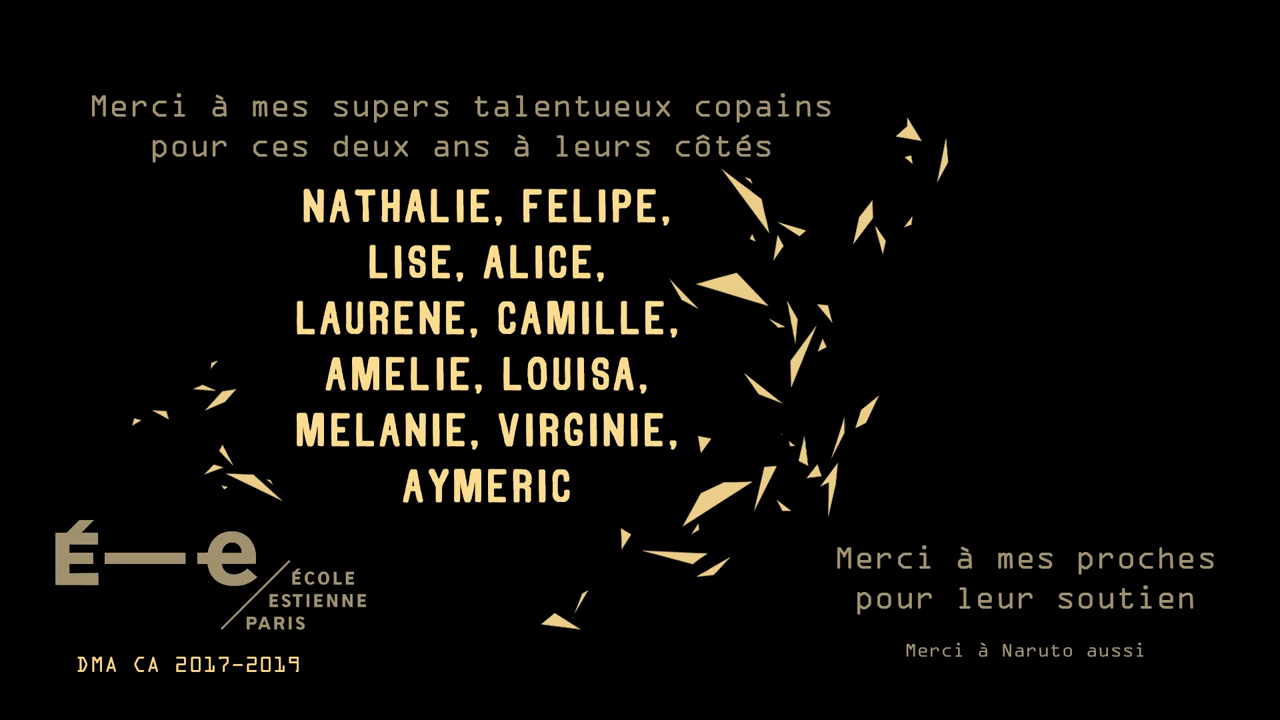 Merci à mes supers talentueux copains
pour ces deux ans à leurs côtés
NATHALIE, FELIPE,
LISE, ALICE,
LAURENE, CAMILLE,
AMELIE, LOUISA,
MELANIE, VIRGINIE,
AYMERIC
É—e
ÉCOLE
ESTIENNE
PARIS
DMA CA 2017-2019
Merci à mes proches
pour leur soutien
Merci à Naruto aussi